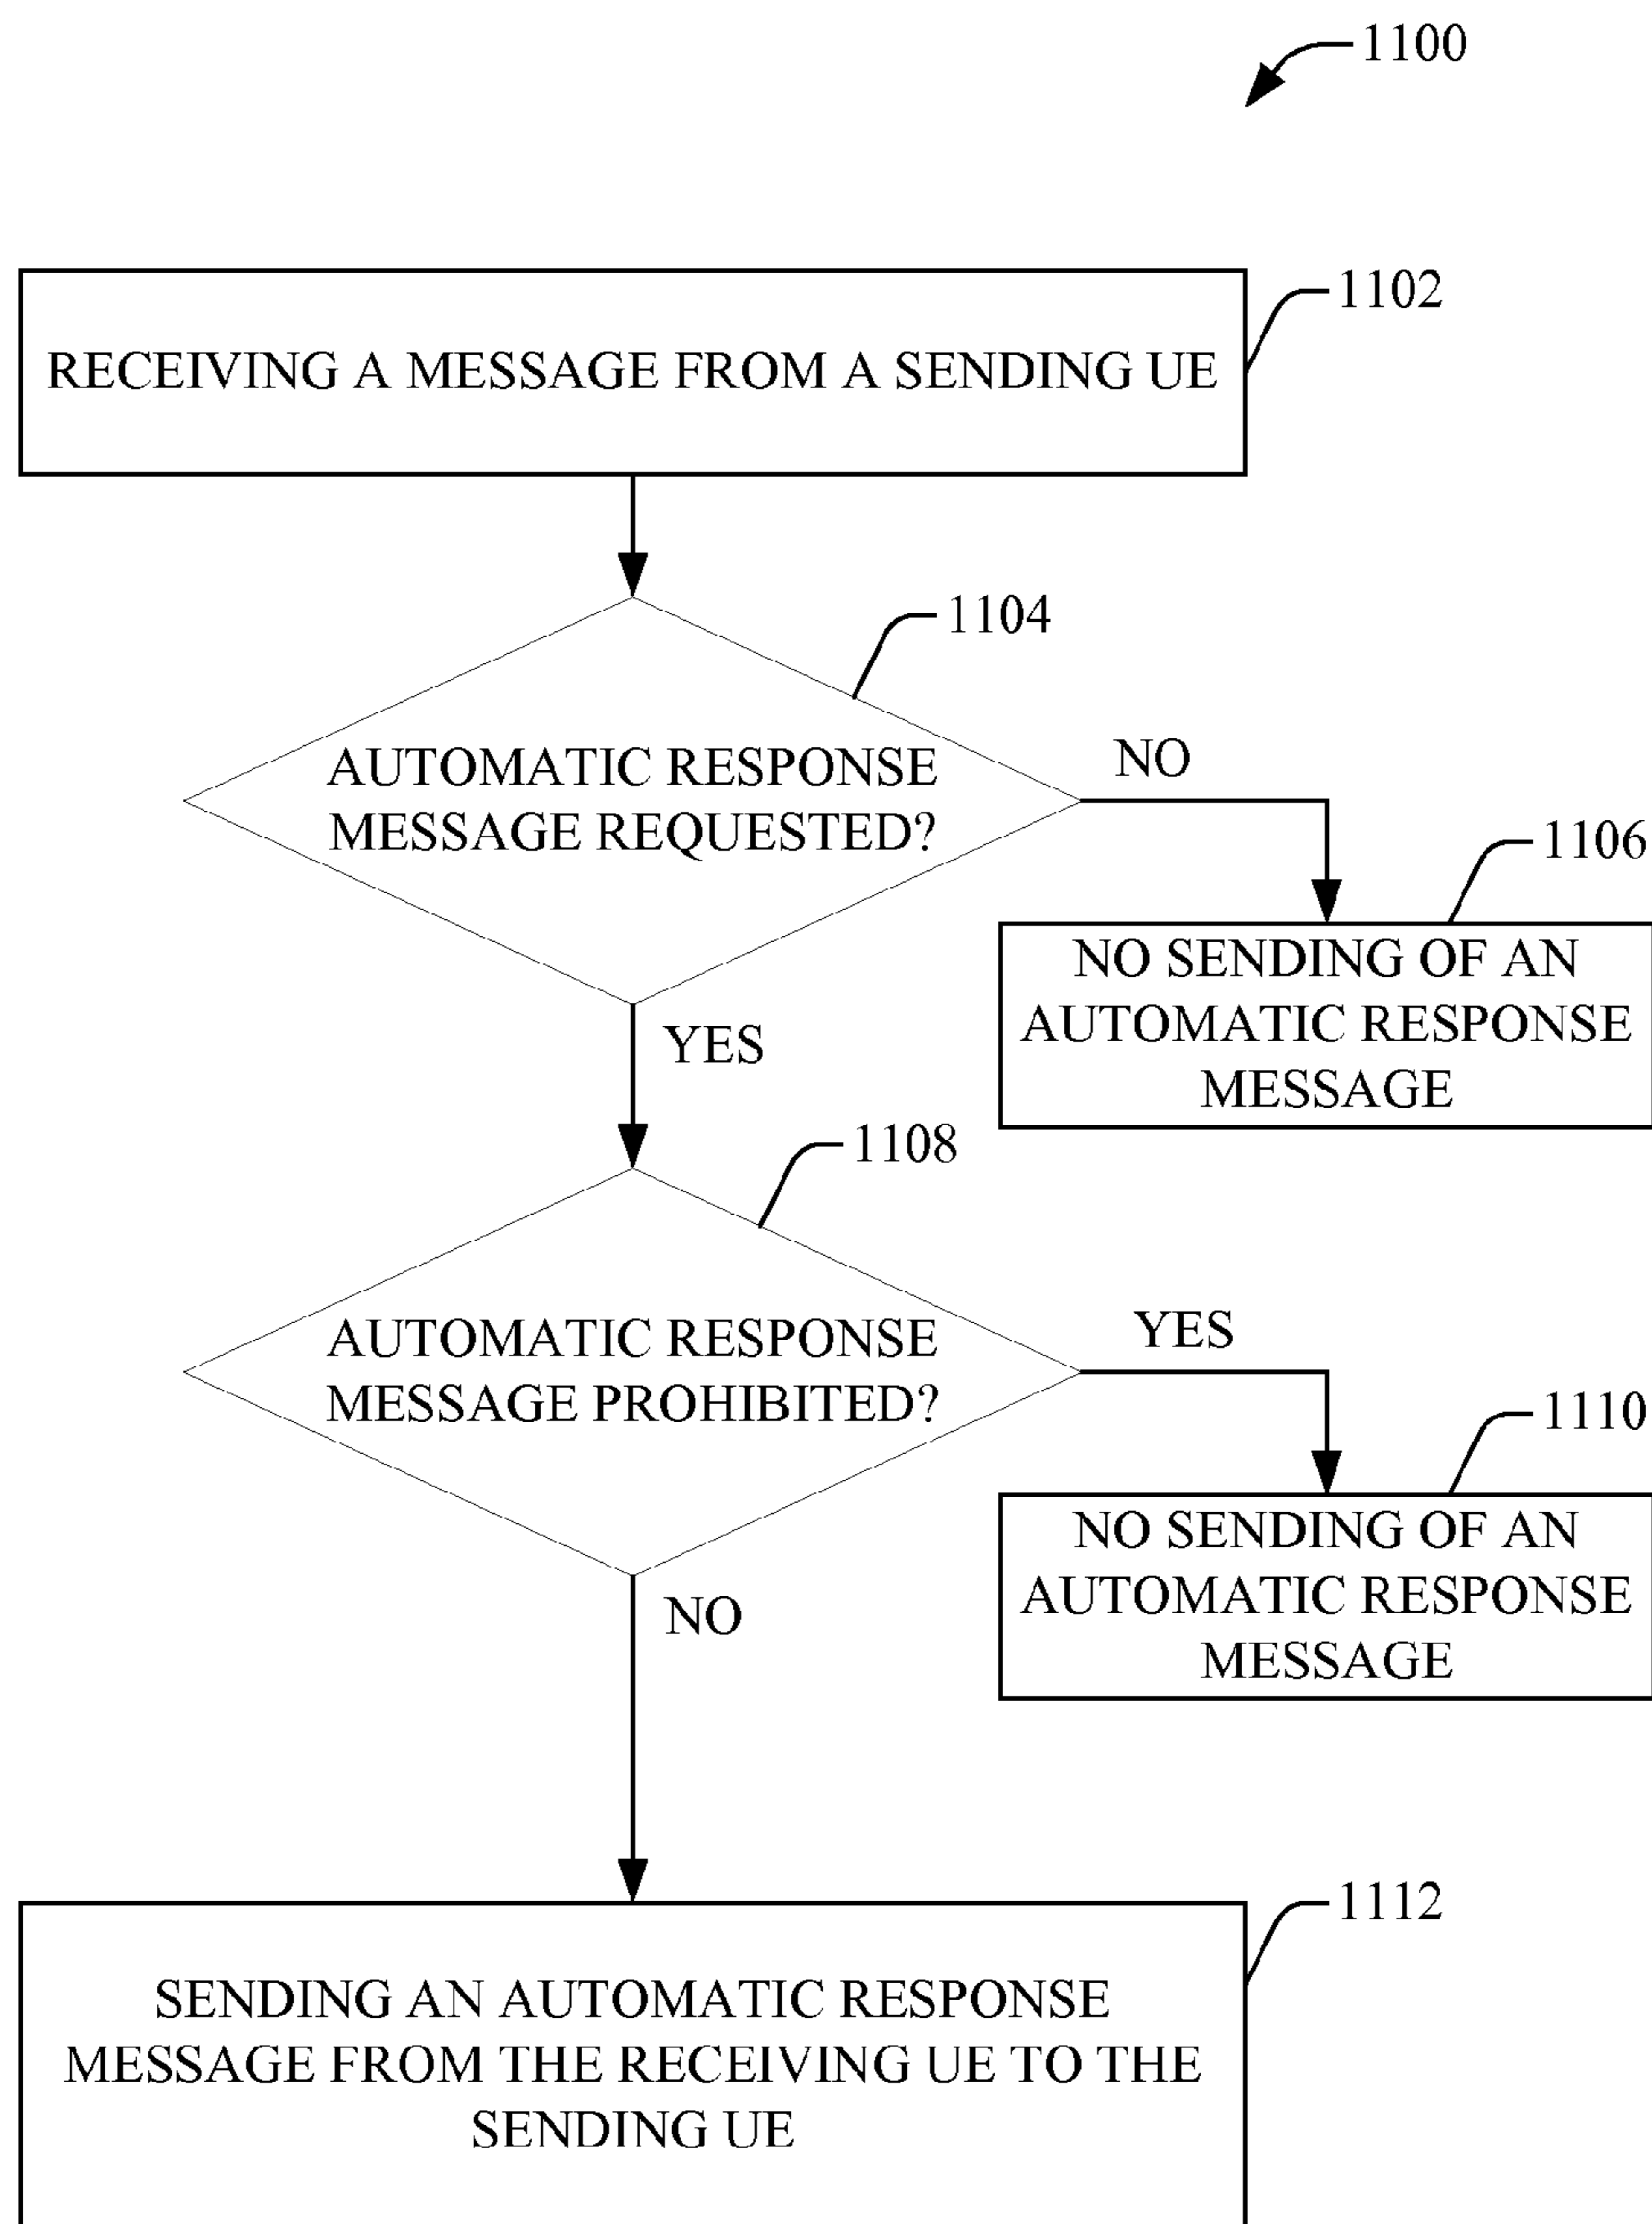 1100
1102
RECEIVING A MESSAGE FROM A SENDING UE
1104
AUTOMATIC RESPONSE
MESSAGE REQUESTED?
NO
1106
NO SENDING OF AN
AUTOMATIC RESPONSE
MESSAGE
YES
1108
AUTOMATIC RESPONSE
MESSAGE PROHIBITED?
YES
1110
NO SENDING OF AN
AUTOMATIC RESPONSE
MESSAGE
NO
1112
SENDING AN AUTOMATIC RESPONSE
MESSAGE FROM THE RECEIVING UE TO THE
SENDING UE